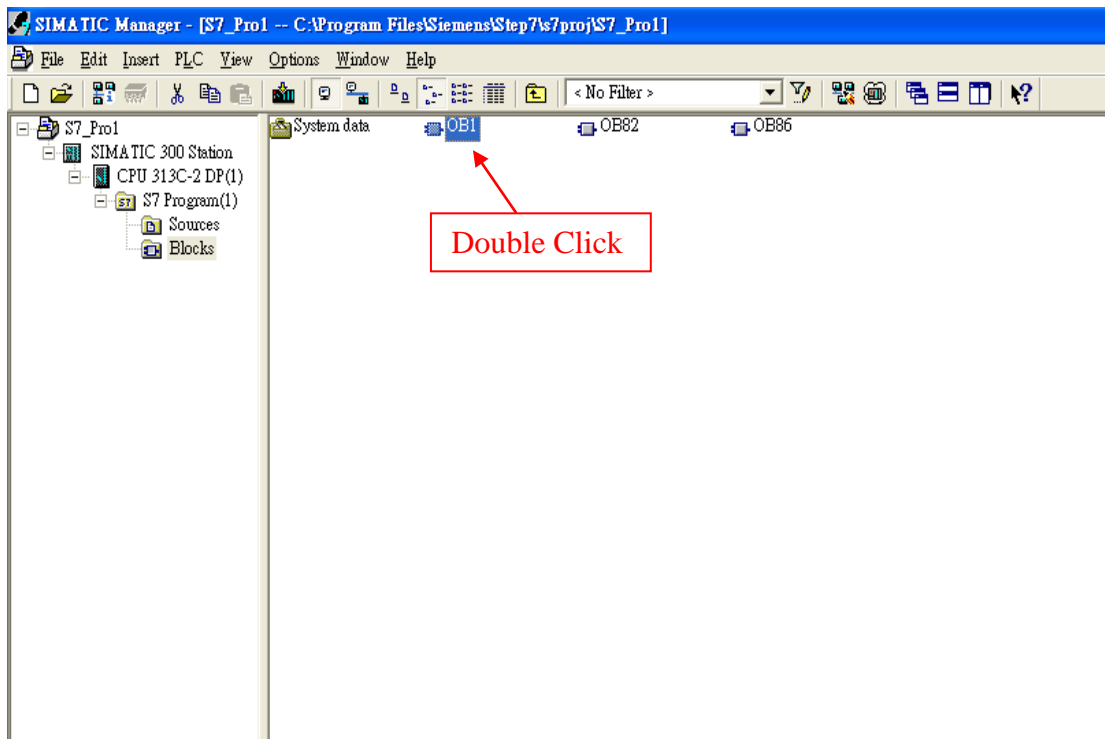 SIMATIC Manager - [S7_Pro1 -- C:\Program Files\Siemens\Step7\s7proj\S7_Pro1]
File Edit Insert PLC View Options Window Help
< No Filter >
S7_Pro1
SIMATIC 300 Station
CPU 313C-2 DP(1)
S7 Program(1)
Sources
Blocks
System data OB1 OB82 OB86
Double Click